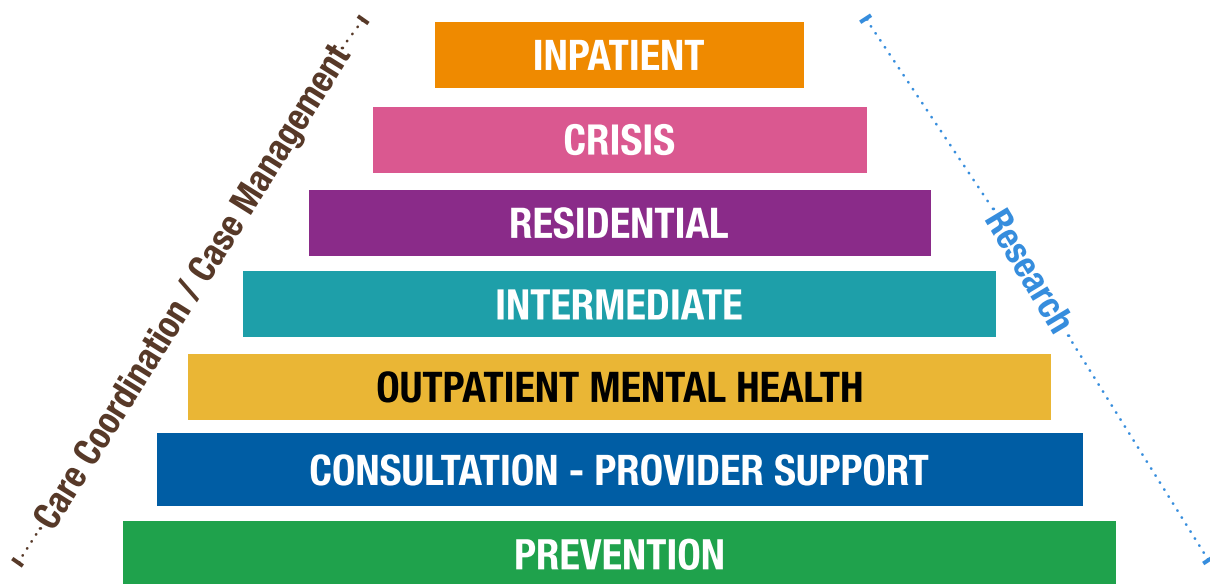 INPATIENT
CRISIS
RESIDENTIAL
INTERMEDIATE
OUTPATIENT MENTAL HEALTH
CONSULTATION - PROVIDER SUPPORT
PREVENTION
Care Coordination / Case Management
Research